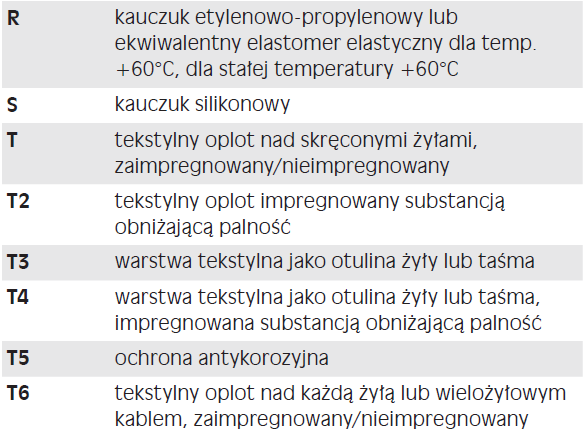 R kauczuk etylenowo-propylenowy lub
ekwiwalentny elastomer elastyczny dla temp.
+60°C, dla stałej temperatury +60°C
S kauczuk silikonowy
T tekstylny oplot nad skręconymi żyłami,
zaimpregnowany/nieimpregnowany
T2 tekstylny oplot impregnowany substancją
obniżającą palność
T3 warstwa tekstylna jako otulina żyły lub taśma
T4 warstwa tekstylna jako otulina żyły lub taśma,
impregnowana substancją obniżającą palność
T5 ochrona antykorozyjna
T6 tekstylny oplot nad każdą żyłą lub wielożyłowym
kablem, zaimpregnowany/nieimpregnowany